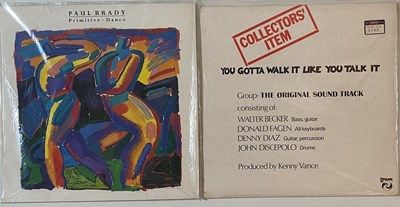 PAUL BRADY
Primitive · Dance
COLLECTORS'
ITEM
YOU GOTTA WALK IT LIKE YOU TALK IT
Group: THE ORIGINAL SOUND TRACK
consisting of:
WALTER BECKER Bass, guitar
DONALD FAGEN All keyboards
DENNY DIAZ Guitar, percussion
JOHN DISCEPOLO Drums
Produced by Kenny Vance